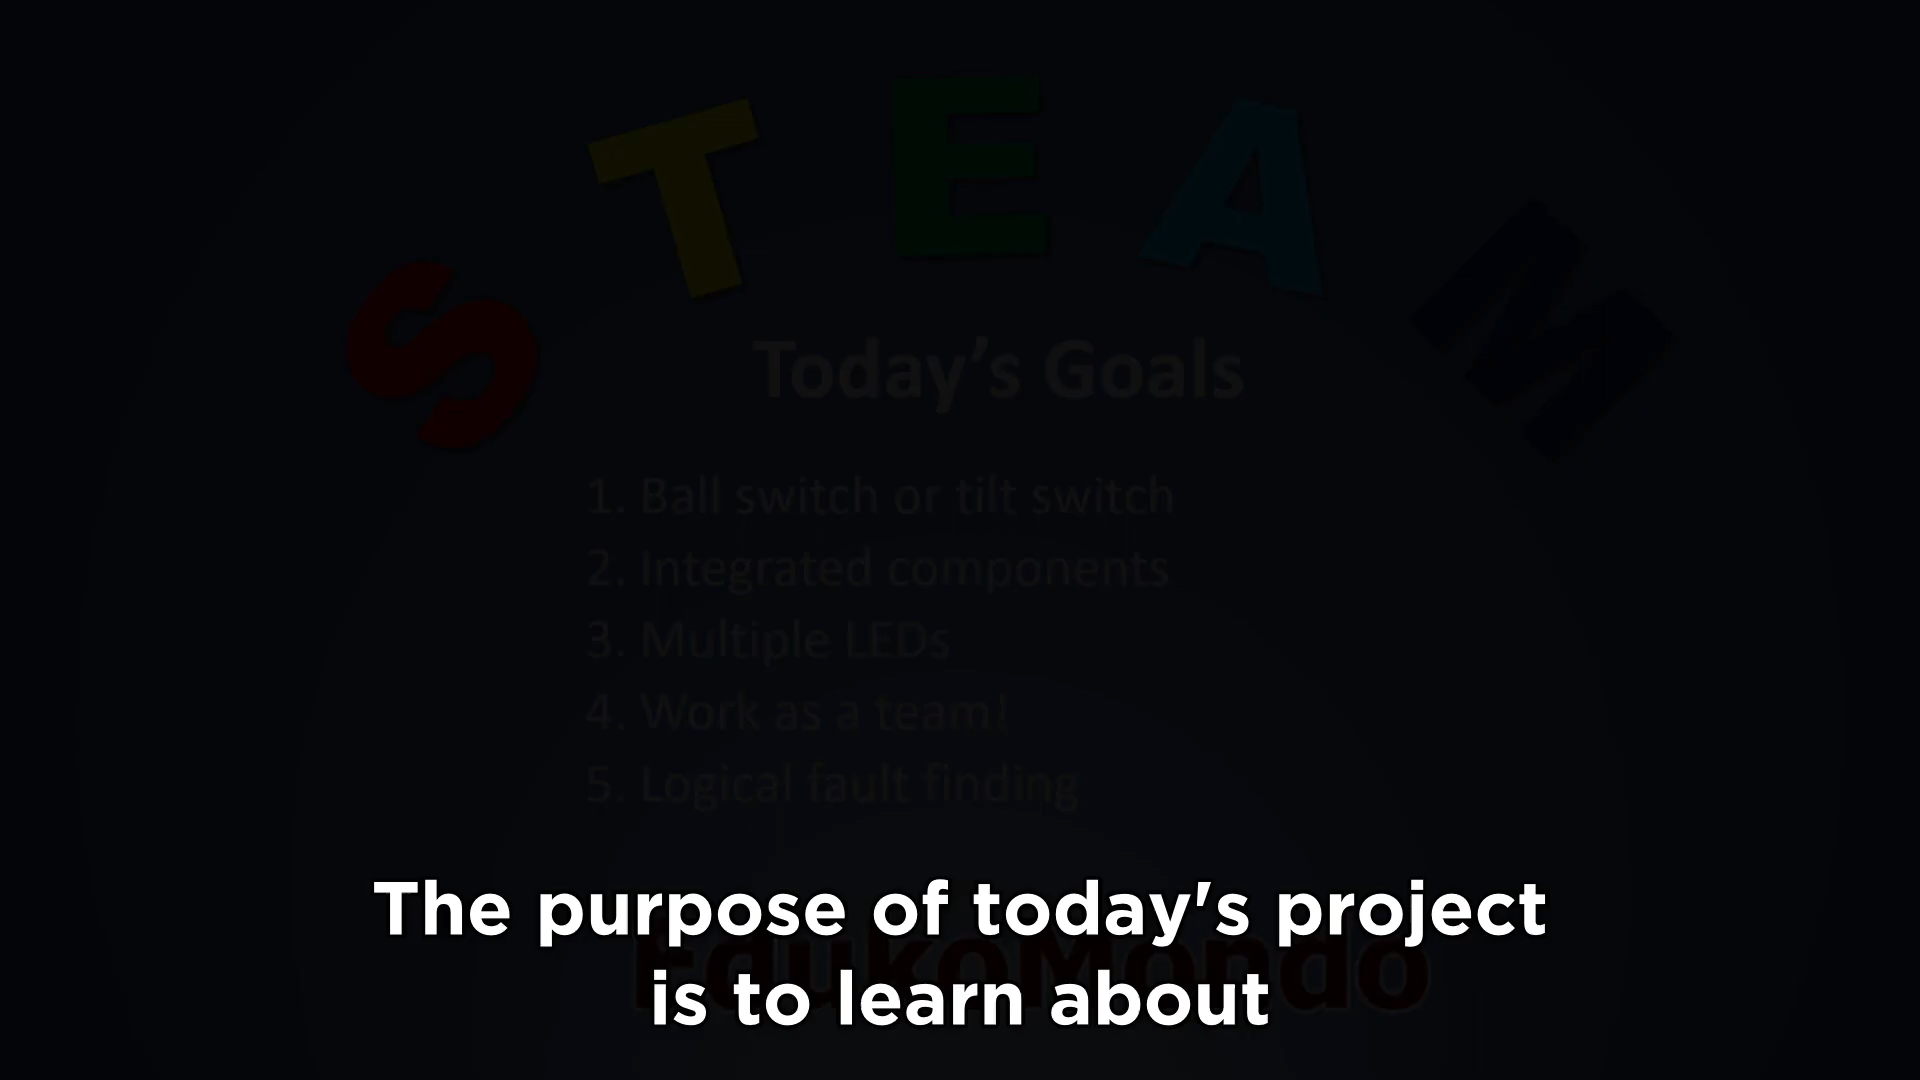 STEAM
Today’s Goals
1. Ball switch or tilt switch
2. Integrated components
3. Multiple LEDs
4. Work as a team!
5. Logical fault finding
EdukoMondo
The purpose of today's project
is to learn about